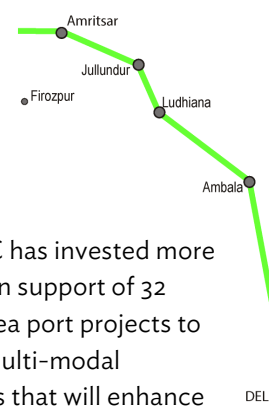 Amritsar
Jullundur
Firozpur
Ludhiana
Ambala
has invested more
n support of 32
ea port projects to
ulti-modal
s that will enhance
DEL